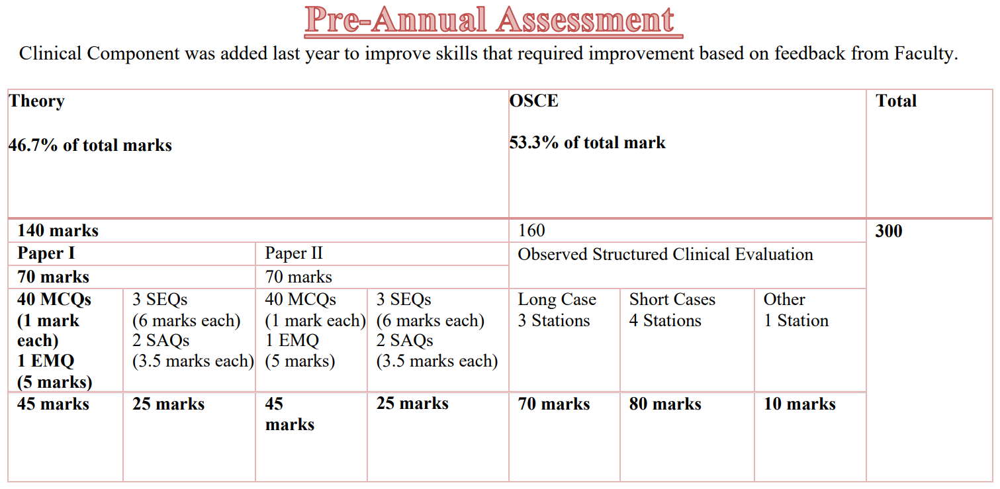 Pre-Annual Assessment
Clinical Component was added last year to improve skills that required improvement based on feedback from Faculty.
Theory
46.7% of total marks
OSCE
53.3% of total mark
Total
140 marks
160
300
Paper I
Paper II
Observed Structured Clinical Evaluation
70 marks
70 marks
40 MCQs
(1 mark
each)
1 EMQ
(5 marks)
3 SEQs
(6 marks each)
2 SAQs
(3.5 marks each)
40 MCQs
(1 mark each)
1 EMQ
(5 marks)
3 SEQs
(6 marks each)
2 SAQs
(3.5 marks each)
Long Case
3 Stations
Short Cases
4 Stations
Other
1 Station
45 marks
25 marks
45
marks
25 marks
70 marks
80 marks
10 marks